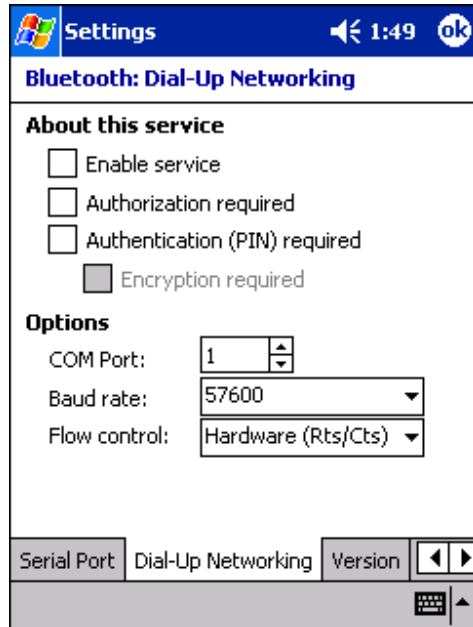 Settings 1:49 ok
Bluetooth: Dial-Up Networking
About this service
Enable service
Authorization required
Authentication (PIN) required
Encryption required
Options
COM Port: 1
Baud rate: 57600
Flow control: Hardware (Rts/Cts)
Serial Port Dial-Up Networking Version